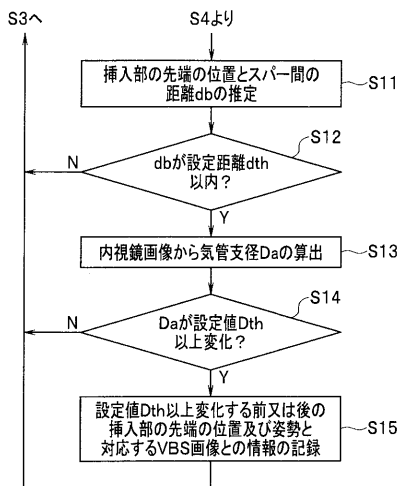 S3へ
S4より
挿入部の先端の位置とスパー間の
距離dbの推定
S11
S12
N
dbが設定距離dth
以内？
Y
内視鏡画像から気管支径Daの算出
S13
S14
N
Daが設定値Dth
以上変化？
Y
設定値Dth以上変化する前又は後の
挿入部の先端の位置及び姿勢と
対応するVBS画像との情報の記録
S15